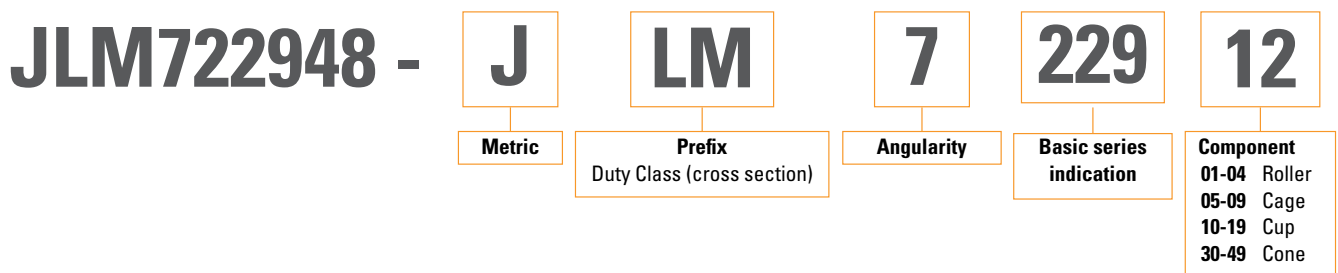 JLM722948 - J LM 7 229 12
Metric
Prefix
Duty Class (cross section)
Angularity
Basic series
indication
Component
01-04 Roller
05-09 Cage
10-19 Cup
30-49 Cone